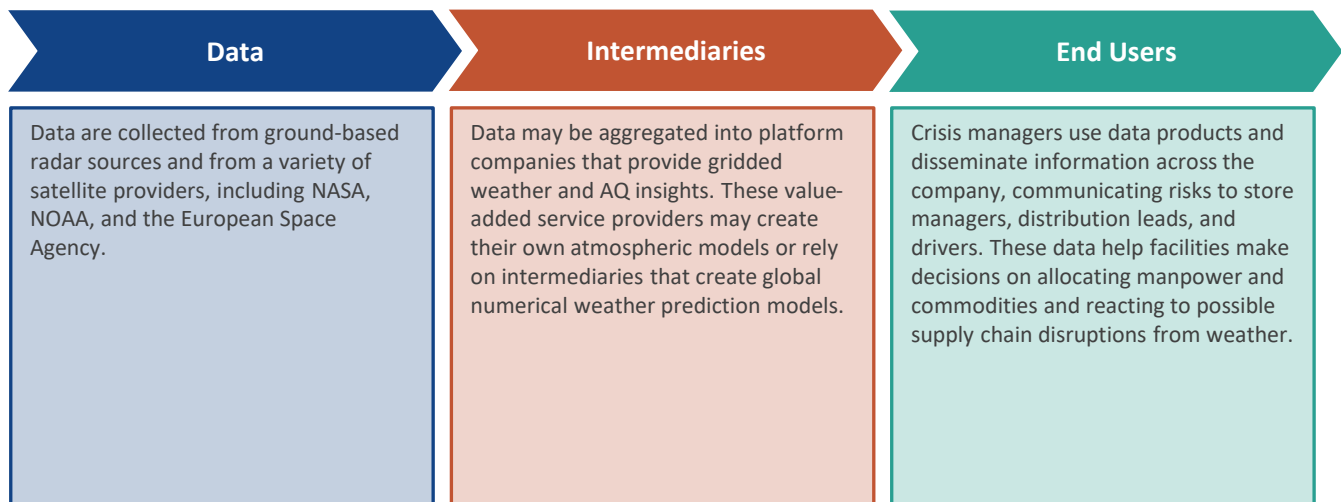 Data
Data are collected from ground-based
radar sources and from a variety of
satellite providers, including NASA,
NOAA, and the European Space
Agency.
Intermediaries
Data may be aggregated into platform
companies that provide gridded
weather and AQ insights. These value-
added service providers may create
their own atmospheric models or rely
on intermediaries that create global
numerical weather prediction models.
End Users
Crisis managers use data products and
disseminate information across the
company, communicating risks to store
managers, distribution leads, and
drivers. These data help facilities make
decisions on allocating manpower and
commodities and reacting to possible
supply chain disruptions from weather.